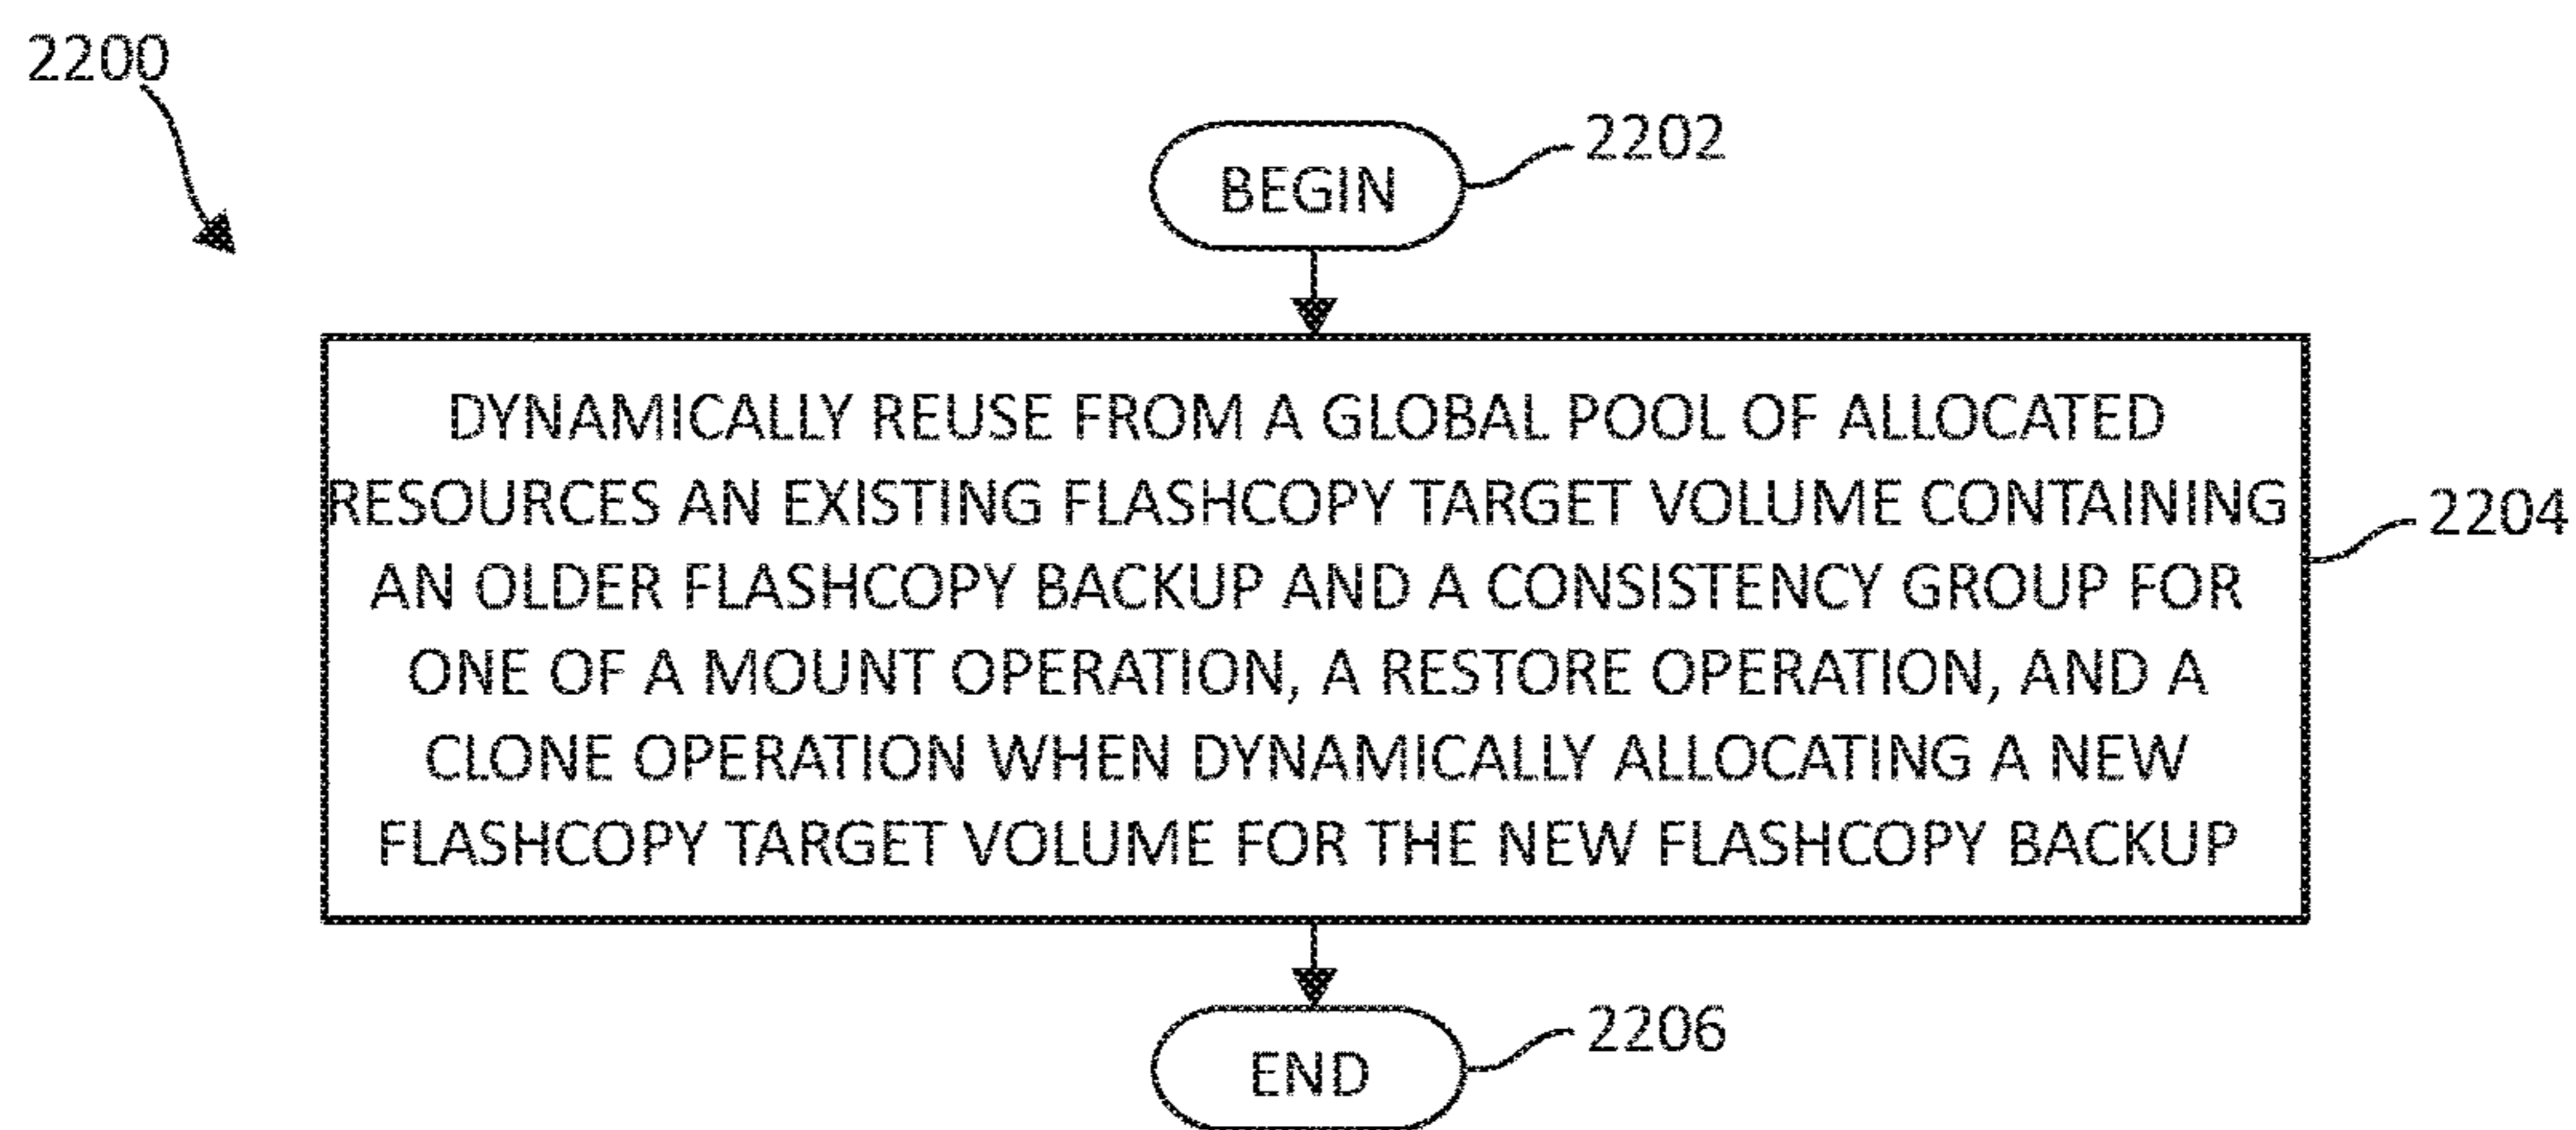 2200
BEGIN
2202
DYNAMICALLY REUSE FROM A GLOBAL POOL OF ALLOCATED
RESOURCES AN EXISTING FLASHCOPY TARGET VOLUME CONTAINING
AN OLDER FLASHCOPY BACKUP AND A CONSISTENCY GROUP FOR
ONE OF A MOUNT OPERATION, A RESTORE OPERATION, AND A
CLONE OPERATION WHEN DYNAMICALLY ALLOCATING A NEW
FLASHCOPY TARGET VOLUME FOR THE NEW FLASHCOPY BACKUP
2204
END
2206